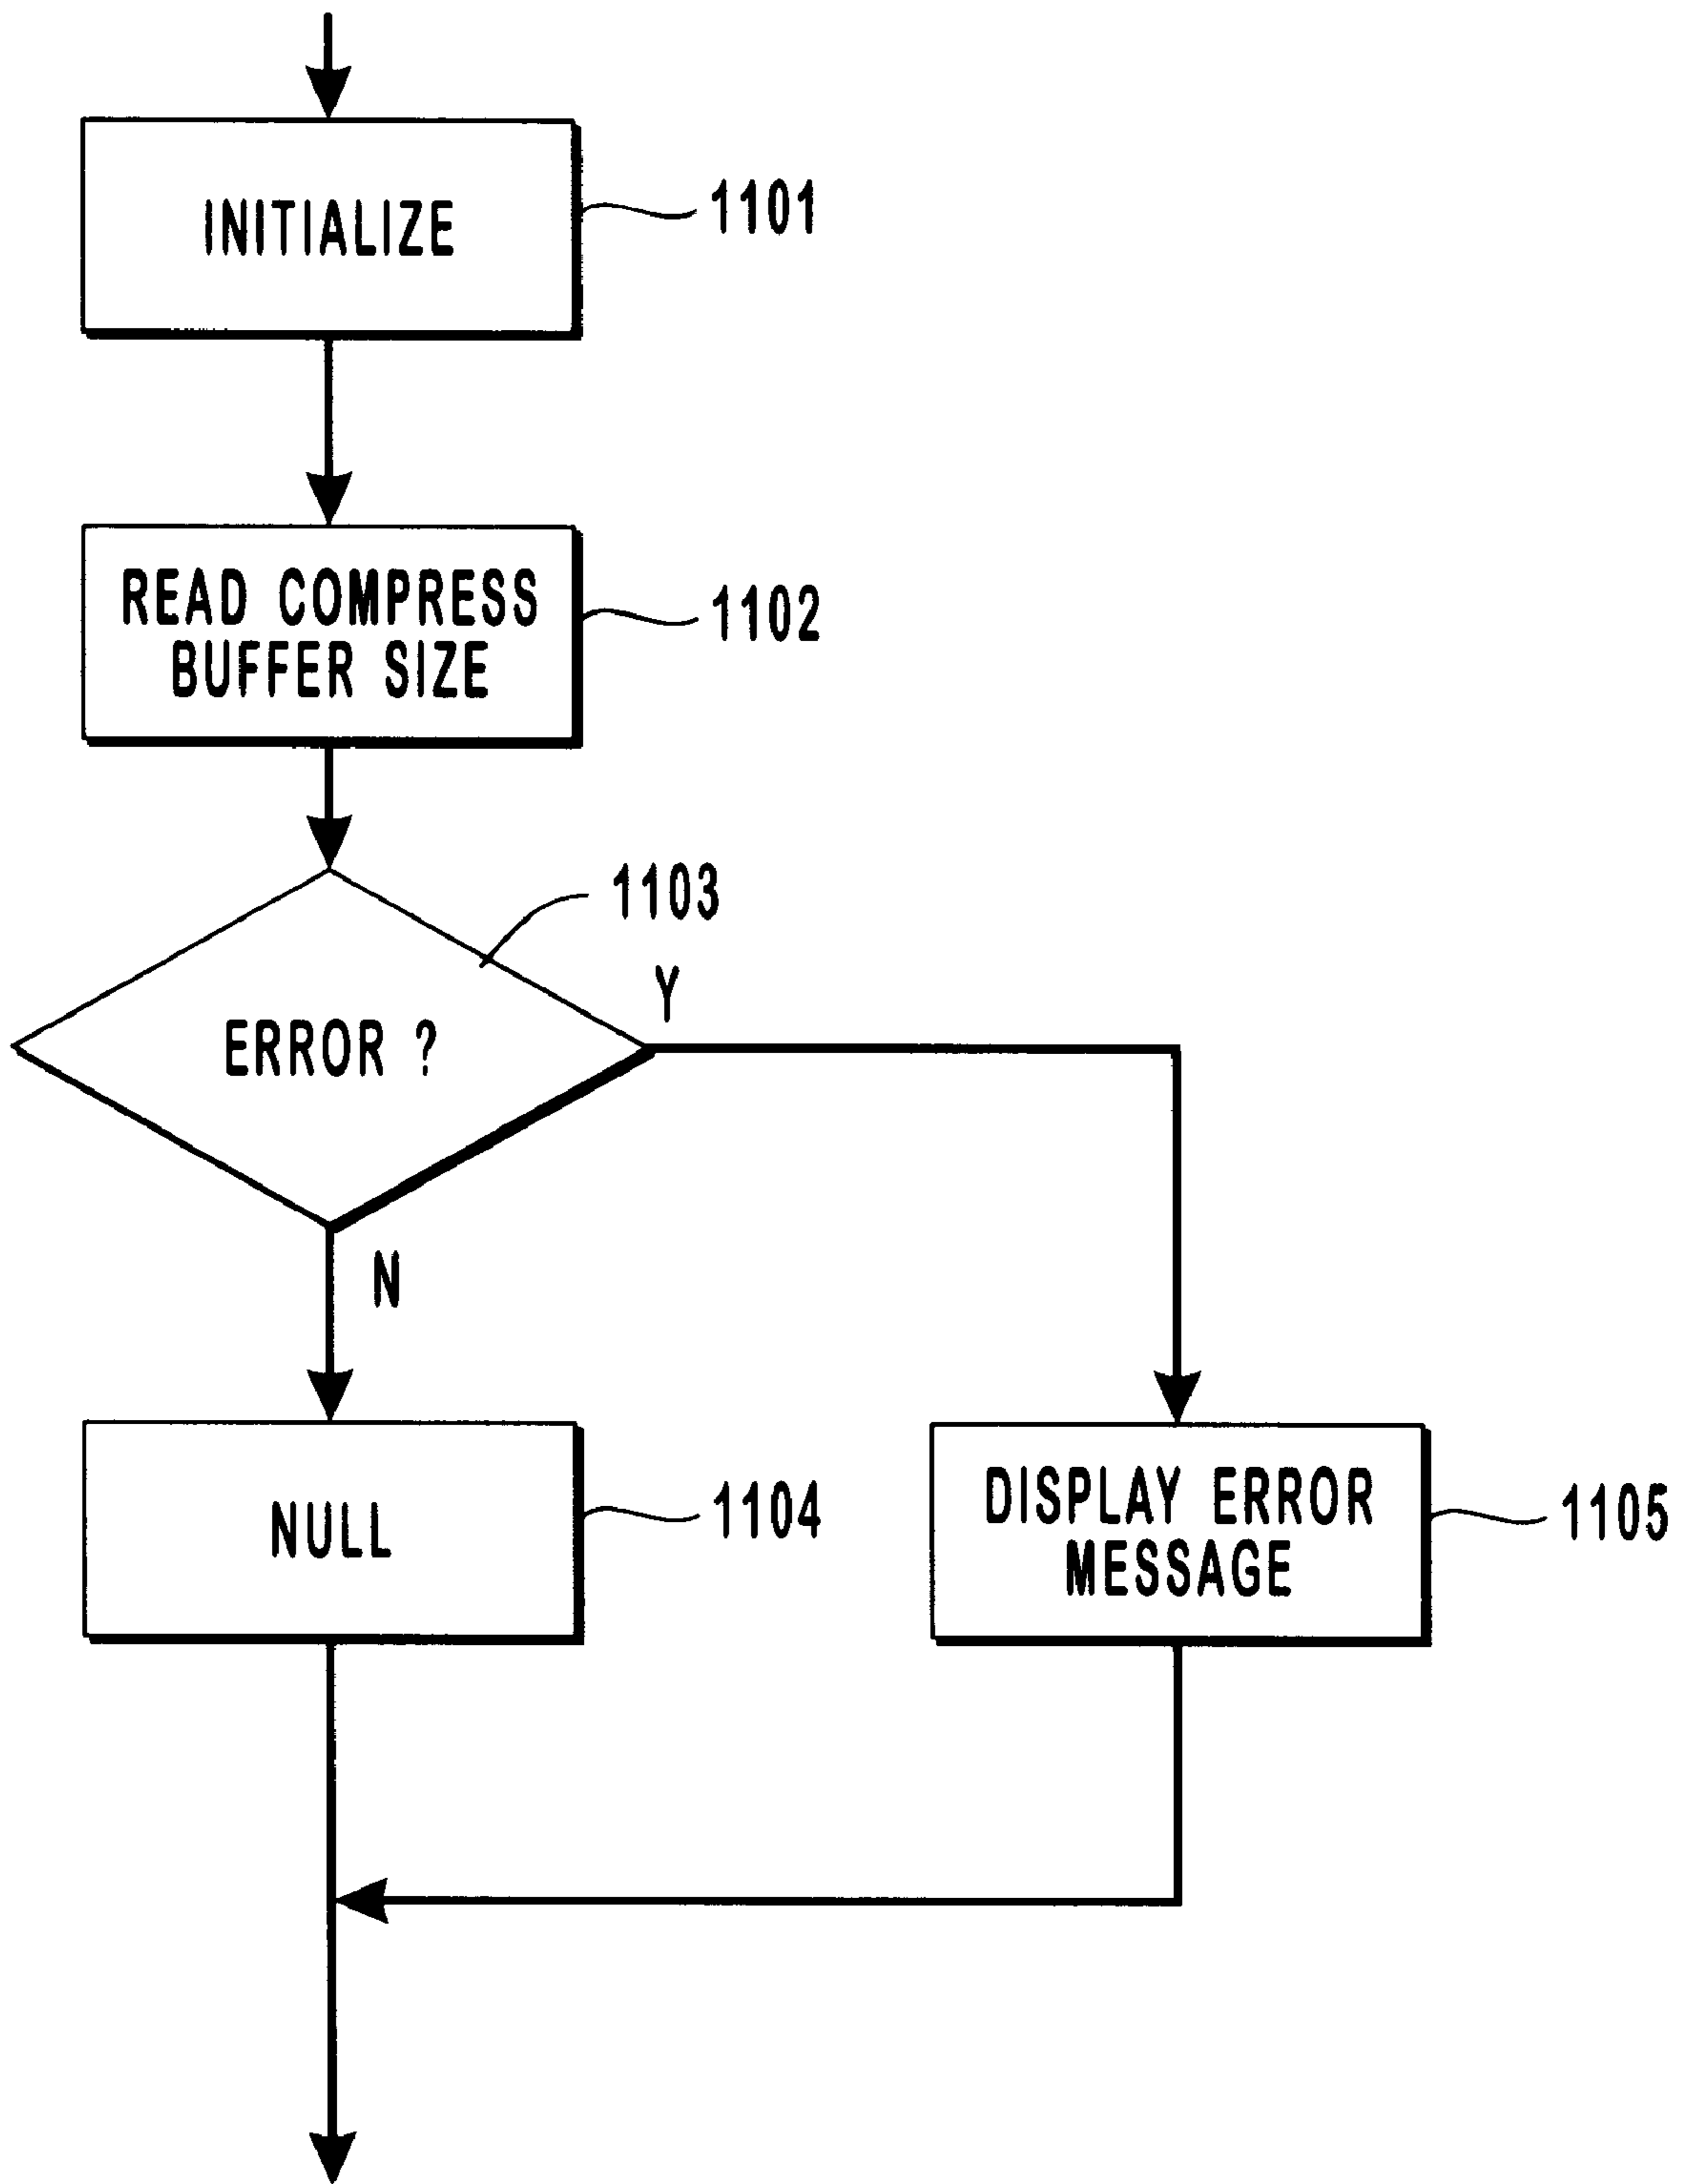 INITIALIZE
1101
READ COMPRESS
BUFFER SIZE
1102
1103
Y
ERROR ?
N
NULL
1104
DISPLAY ERROR
MESSAGE
1105